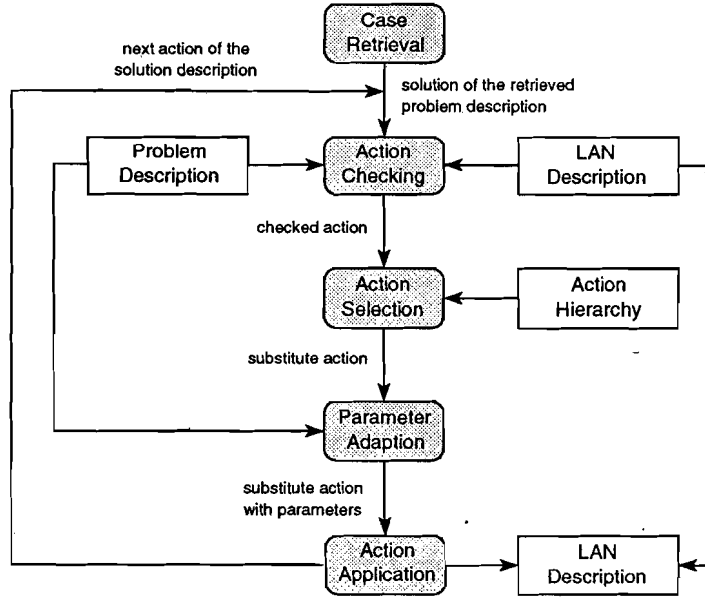 Case
Retrieval
next action of the
solution description
solution of the retrieved
problem description
Problem
Description
Action
Checking
LAN
Description
checked action
Action
Selection
Action
Hierarchy
substitute action
Parameter
Adaption
substitute action
with parameters
Action
Application
LAN
Description